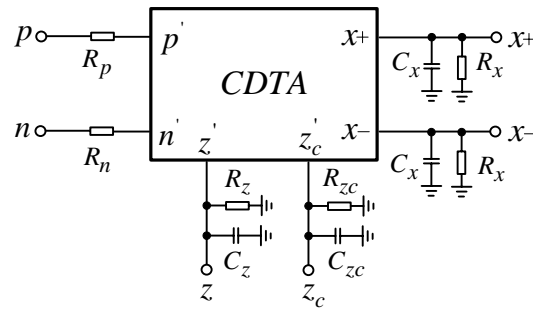 p
R_p
p'
CDTA
x+
C_x
R_x
x+
n
R_n
n'
z'
z_c'
x−
C_x
R_x
x−
R_z
R_zc
C_z
C_zc
z
z_c